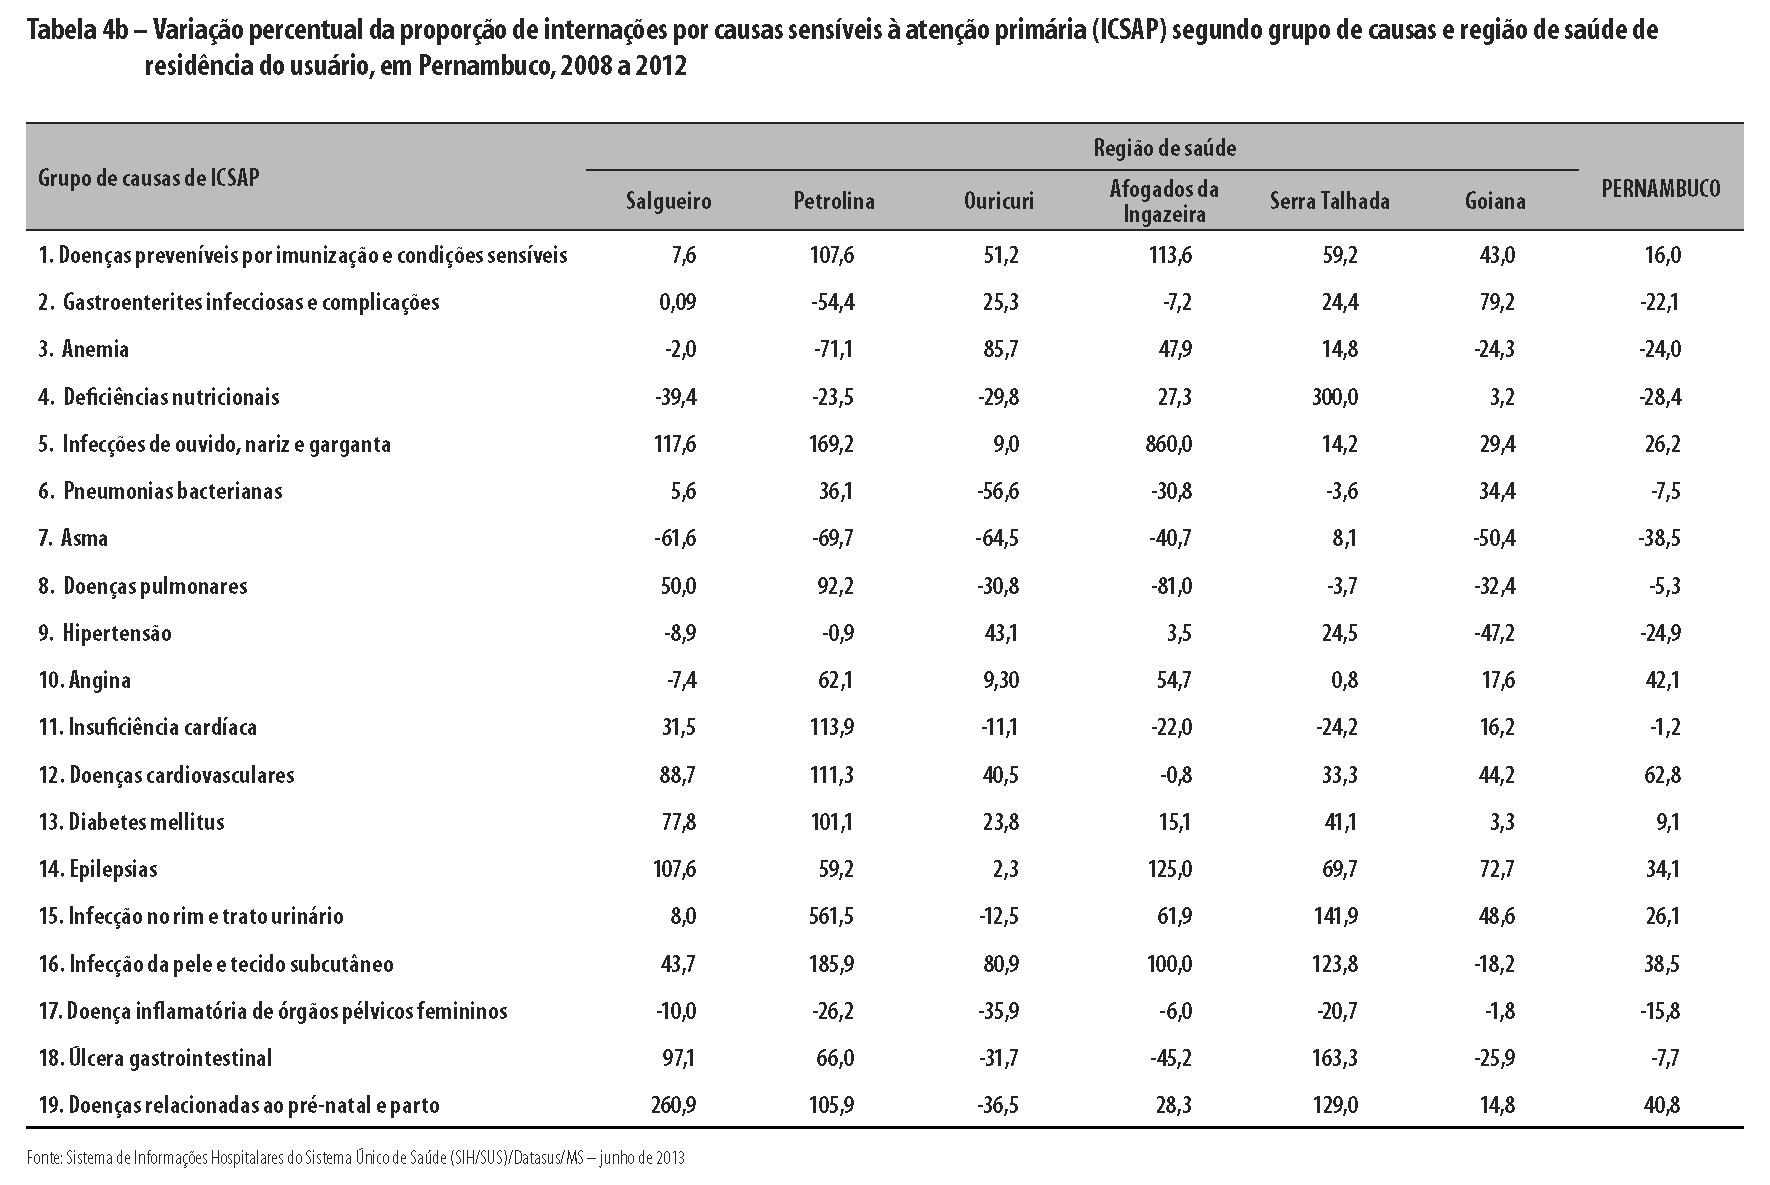 Tabela 4b – Variação percentual da proporção de internações por causas sensíveis à atenção primária (ICSAP) segundo grupo de causas e região de saúde de
residência do usuário, em Pernambuco, 2008 a 2012
Grupo de causas de ICSAP Região de saúde PERNAMBUCO
Salgueiro Petrolina Ouricuri Afogados da Ingazeira Serra Talhada Goiana
1. Doenças preveníveis por imunização e condições sensíveis 7,6 107,6 51,2 113,6 59,2 43,0 16,0
2. Gastroenterites infecciosas e complicações 0,09 -54,4 25,3 -7,2 24,4 79,2 -22,1
3. Anemia -2,0 -71,1 85,7 47,9 14,8 -24,3 -24,0
4. Deficiências nutricionais -39,4 -23,5 -29,8 27,3 300,0 3,2 -28,4
5. Infecções de ouvido, nariz e garganta 117,6 169,2 9,0 860,0 14,2 29,4 26,2
6. Pneumonias bacterianas 5,6 36,1 -56,6 -30,8 -3,6 34,4 -7,5
7. Asma -61,6 -69,7 -64,5 -40,7 8,1 -50,4 -38,5
8. Doenças pulmonares 50,0 92,2 -30,8 -81,0 -3,7 -32,4 -5,3
9. Hipertensão -8,9 -0,9 43,1 3,5 24,5 -47,2 -24,9
10. Angina -7,4 62,1 9,30 54,7 0,8 17,6 42,1
11. Insuficiência cardíaca 31,5 113,9 -11,1 -22,0 -24,2 16,2 -1,2
12. Doenças cardiovasculares 88,7 111,3 40,5 -0,8 33,3 44,2 62,8
13. Diabetes mellitus 77,8 101,1 23,8 15,1 41,1 3,3 9,1
14. Epilepsias 107,6 59,2 2,3 125,0 69,7 72,7 34,1
15. Infecção no rim e trato urinário 8,0 561,5 -12,5 61,9 141,9 48,6 26,1
16. Infecção da pele e tecido subcutâneo 43,7 185,9 80,9 100,0 123,8 -18,2 38,5
17. Doença inflamatória de órgãos pélvicos femininos -10,0 -26,2 -35,9 -6,0 -20,7 -1,8 -15,8
18. Úlcera gastrointestinal 97,1 66,0 -31,7 -45,2 163,3 -25,9 -7,7
19. Doenças relacionadas ao pré-natal e parto 260,9 105,9 -36,5 28,3 129,0 14,8 40,8
Fonte: Sistema de Informações Hospitalares do Sistema Único de Saúde (SIH/SUS)/Datasus/MS – junho de 2013